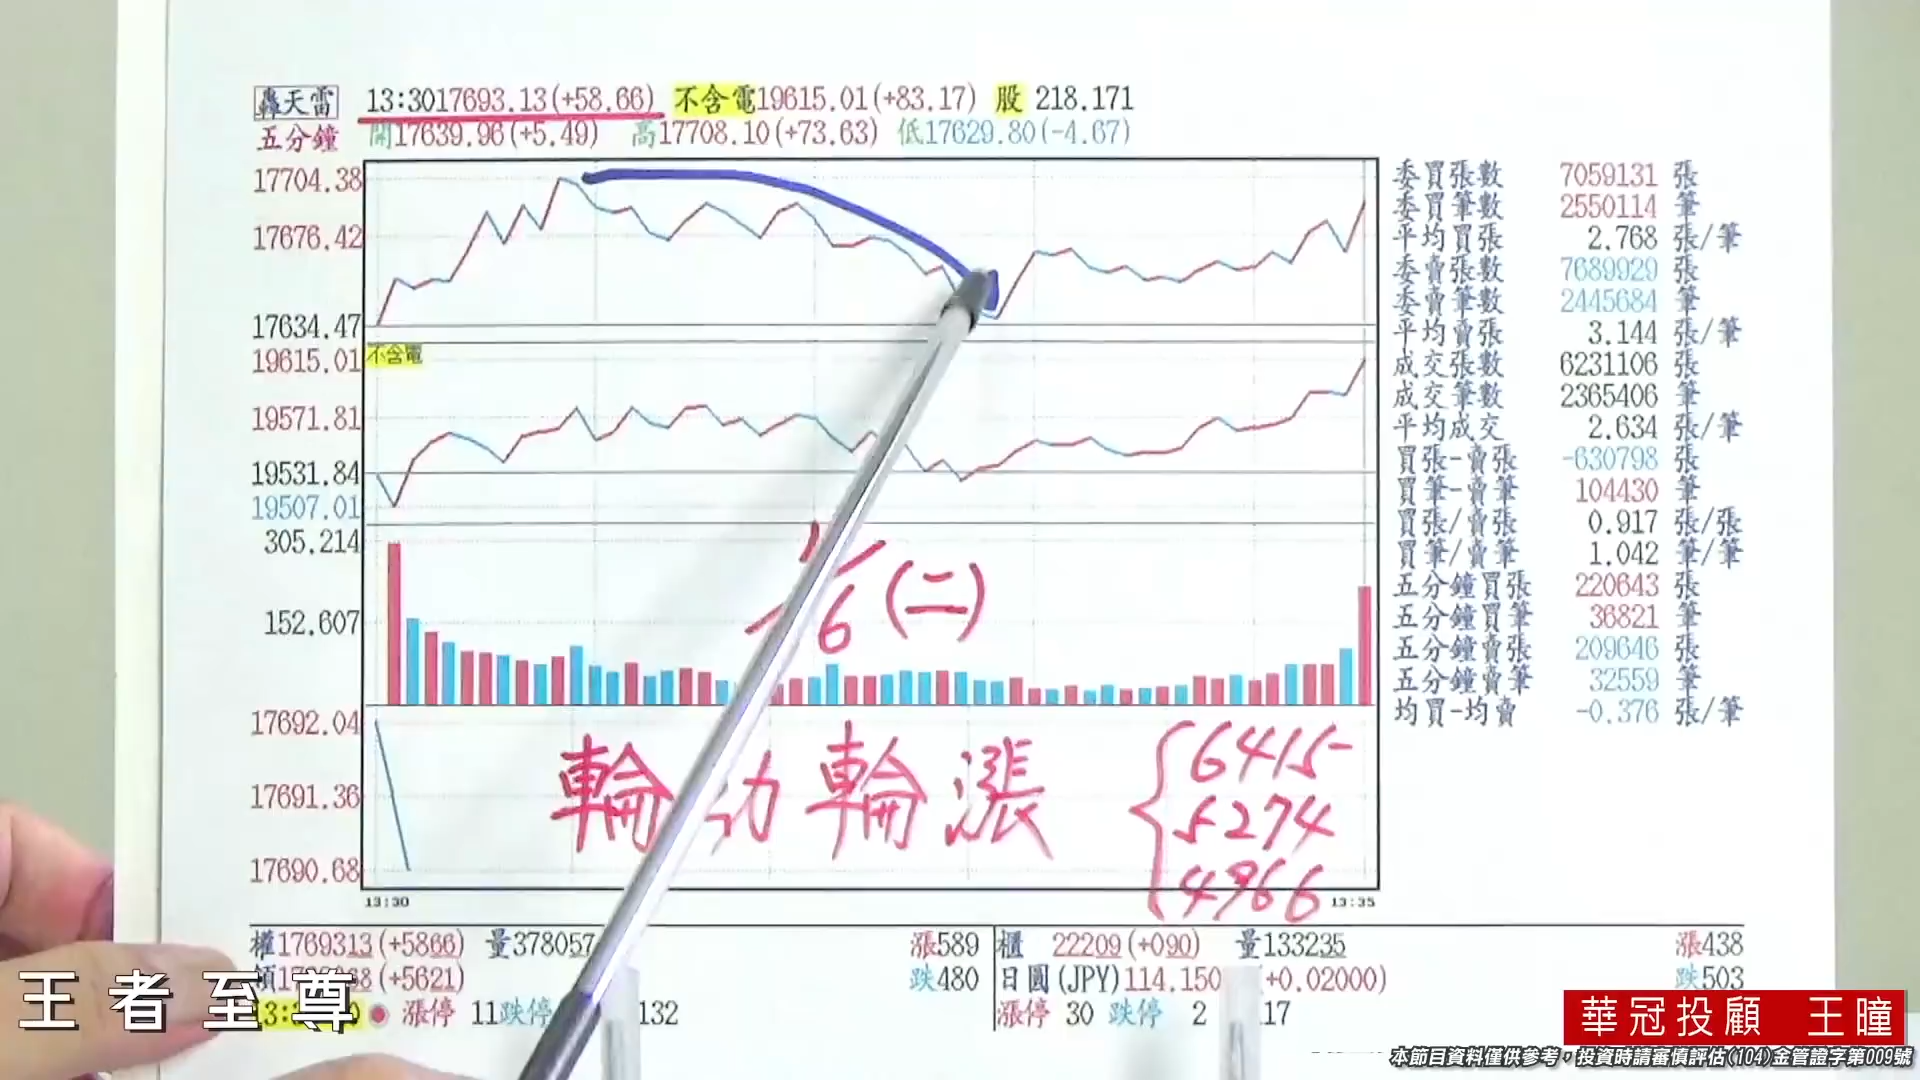 轟天雷 13:3017693.13(+58.66) 不含電19615.01(+83.17) 股 218.171
五分鐘 開17639.96(+5.49) 高17708.10(+73.63) 低17629.80(-4.67)
17704.38
17676.42
17634.47
19615.01
不含電
19571.81
19531.84
19507.01
305.214
152.607
17692.04
17691.36
17690.68
13:30
13:35
委買張數 7059131 張
委買筆數 2550114 筆
平均買張 2.768 張/筆
委賣張數 7689929 張
委賣筆數 2445684 筆
平均賣張 3.144 張/筆
成交張數 6231106 張
成交筆數 2365406 筆
平均成交 2.634 張/筆
買張-賣張 -630798 張
買筆-賣筆 104430 筆
買張/賣張 0.917 張/張
買筆/賣筆 1.042 筆/筆
五分鐘買張 220643 張
五分鐘買筆 36821 筆
五分鐘賣張 209646 張
五分鐘賣筆 32559 筆
均買-均賣 -0.376 張/筆
(二)
輪動輪漲
6415
5274
4966
權1769313(+5866) 量378057 漲589
(+5621) 跌480
漲停 11跌停 132
櫃 22209(+090) 量133235 漲438
日圓(JPY)114.150 +0.02000) 跌503
漲停 30 跌停 2 17
王者至尊
華冠投顧 王瞳
本節目資料僅供參考，投資時請審慎評估(104)金管證字第009號